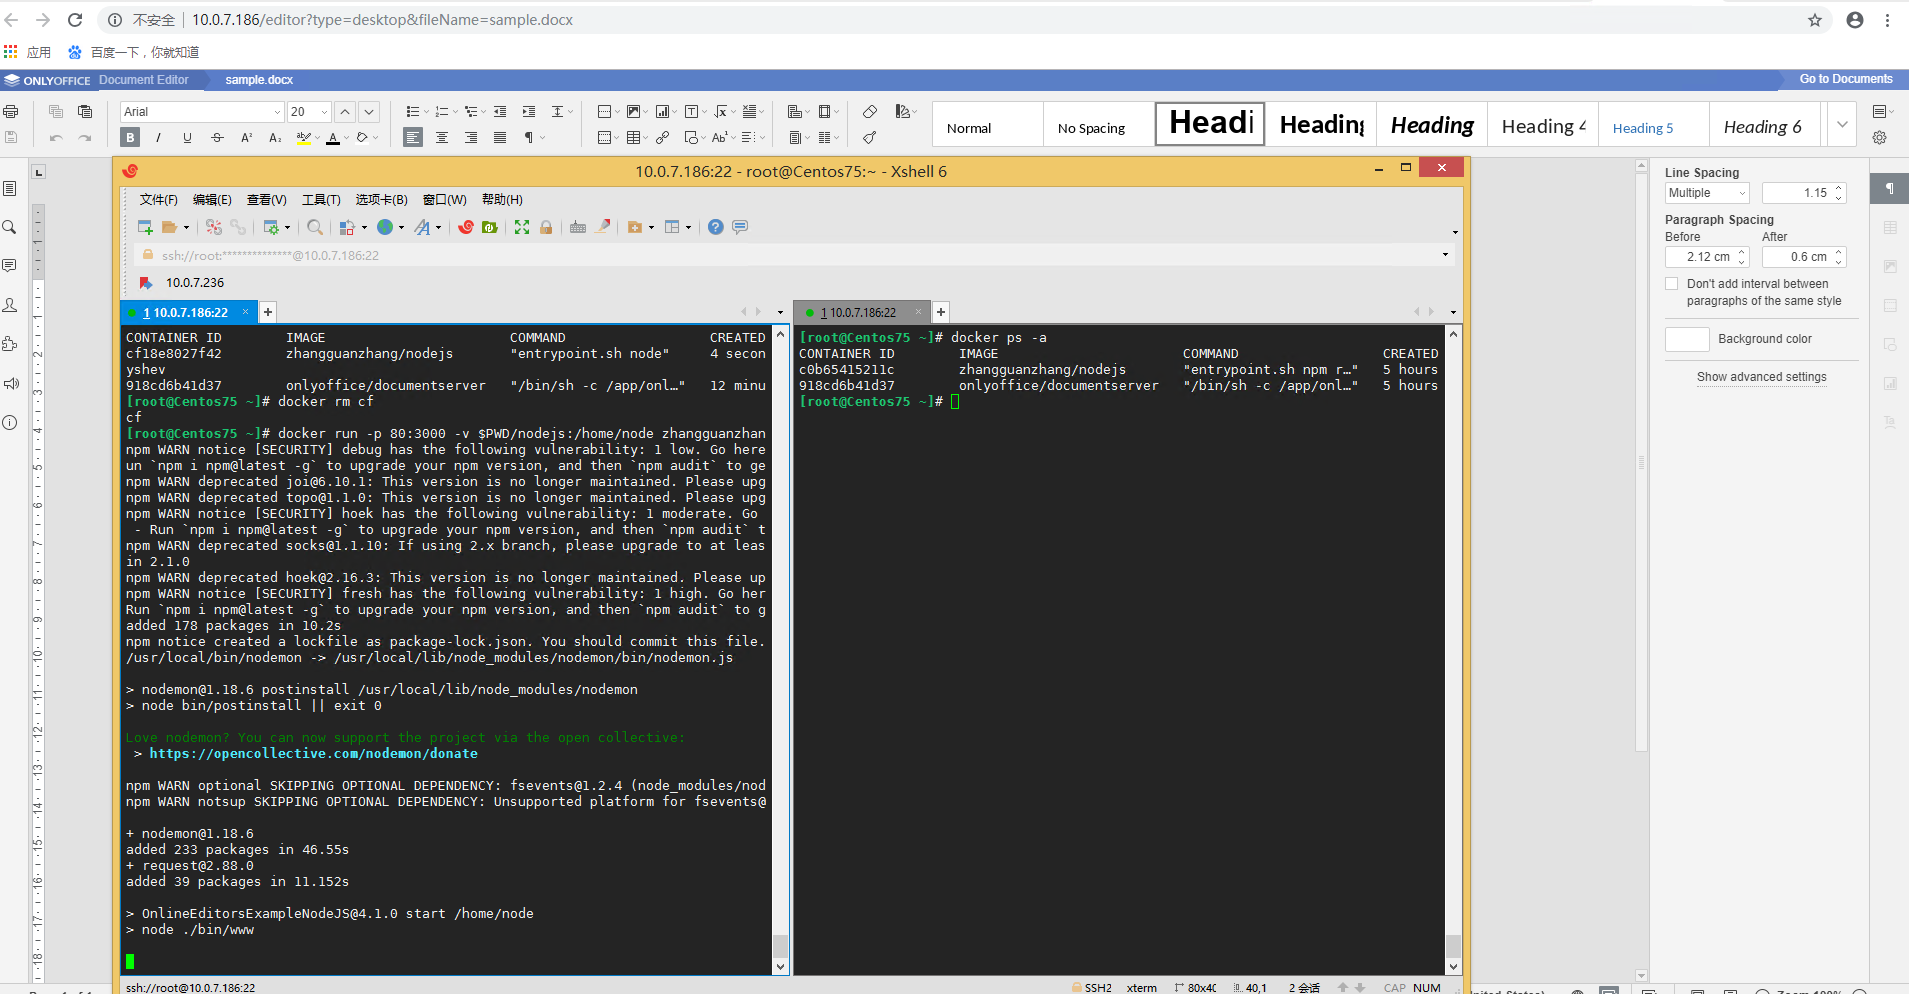 不安全 10.0.7.186/editor?type=desktop&fileName=sample.docx
应用 百度一下，你就知道
ONLYOFFICE Document Editor sample.docx Go to Documents
Arial 20
Normal No Spacing Headi Heading Heading Heading 4 Heading 5 Heading 6
10.0.7.186:22 - root@Centos75:~ - Xshell 6
文件(F) 编辑(E) 查看(V) 工具(T) 选项卡(B) 窗口(W) 帮助(H)
ssh://root:**************@10.0.7.186:22
10.0.7.236
1 10.0.7.186:22
CONTAINER ID IMAGE COMMAND CREATED
cf18e8027f42 zhangguanzhang/nodejs "entrypoint.sh node" 4 secon
yshev
918cd6b41d37 onlyoffice/documentserver "/bin/sh -c /app/onl…" 12 minu
[root@Centos75 ~]# docker rm cf
cf
[root@Centos75 ~]# docker run -p 80:3000 -v $PWD/nodejs:/home/node zhangguanzhan
npm WARN notice [SECURITY] debug has the following vulnerability: 1 low. Go here
un `npm i npm@latest -g` to upgrade your npm version, and then `npm audit` to ge
npm WARN deprecated joi@6.10.1: This version is no longer maintained. Please upg
npm WARN deprecated topo@1.1.0: This version is no longer maintained. Please upg
npm WARN notice [SECURITY] hoek has the following vulnerability: 1 moderate. Go
- Run `npm i npm@latest -g` to upgrade your npm version, and then `npm audit` t
npm WARN deprecated socks@1.1.10: If using 2.x branch, please upgrade to at leas
in 2.1.0
npm WARN deprecated hoek@2.16.3: This version is no longer maintained. Please up
npm WARN notice [SECURITY] fresh has the following vulnerability: 1 high. Go her
Run `npm i npm@latest -g` to upgrade your npm version, and then `npm audit` to g
added 178 packages in 10.2s
npm notice created a lockfile as package-lock.json. You should commit this file.
/usr/local/bin/nodemon -> /usr/local/lib/node_modules/nodemon/bin/nodemon.js
> nodemon@1.18.6 postinstall /usr/local/lib/node_modules/nodemon
> node bin/postinstall || exit 0
Love nodemon? You can now support the project via the open collective:
> https://opencollective.com/nodemon/donate
npm WARN optional SKIPPING OPTIONAL DEPENDENCY: fsevents@1.2.4 (node_modules/nod
npm WARN notsup SKIPPING OPTIONAL DEPENDENCY: Unsupported platform for fsevents@
+ nodemon@1.18.6
added 233 packages in 46.55s
+ request@2.88.0
added 39 packages in 11.152s
> OnlineEditorsExampleNodeJS@4.1.0 start /home/node
> node ./bin/www
1 10.0.7.186:22
[root@Centos75 ~]# docker ps -a
CONTAINER ID IMAGE COMMAND CREATED
c0b65415211c zhangguanzhang/nodejs "entrypoint.sh npm r…" 5 hours
918cd6b41d37 onlyoffice/documentserver "/bin/sh -c /app/onl…" 5 hours
[root@Centos75 ~]#
ssh://root@10.0.7.186:22 SSH2 xterm 80x40 40,1 2 会话 CAP NUM
Line Spacing
Multiple 1.15
Paragraph Spacing
Before After
2.12 cm 0.6 cm
Don't add interval between
paragraphs of the same style
Background color
Show advanced settings